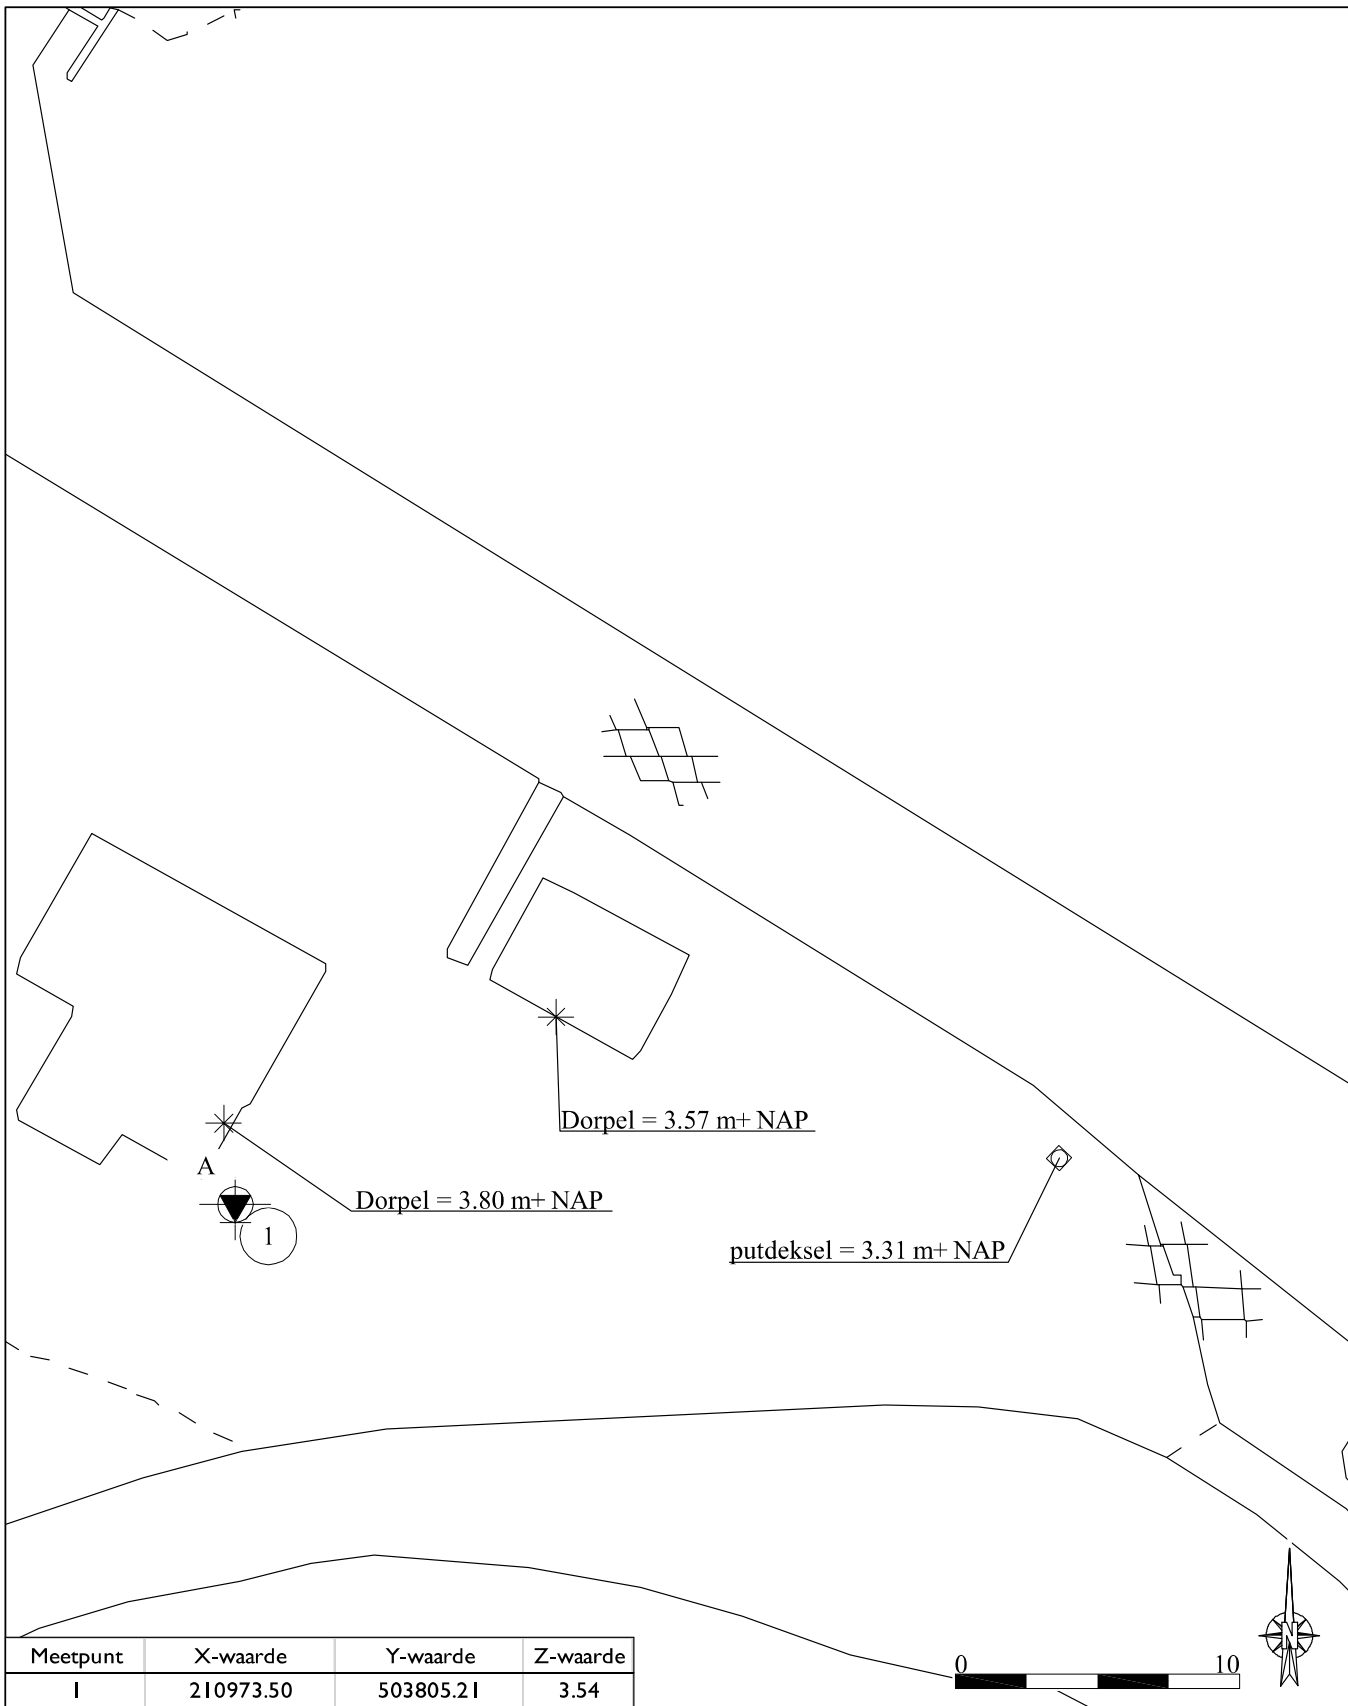 Dorpel = 3.57 m+ NAP
A
Dorpel = 3.80 m+ NAP
1
putdeksel = 3.31 m+ NAP
N
0 10
Meetpunt X-waarde Y-waarde Z-waarde
1 210973.50 503805.21 3.54